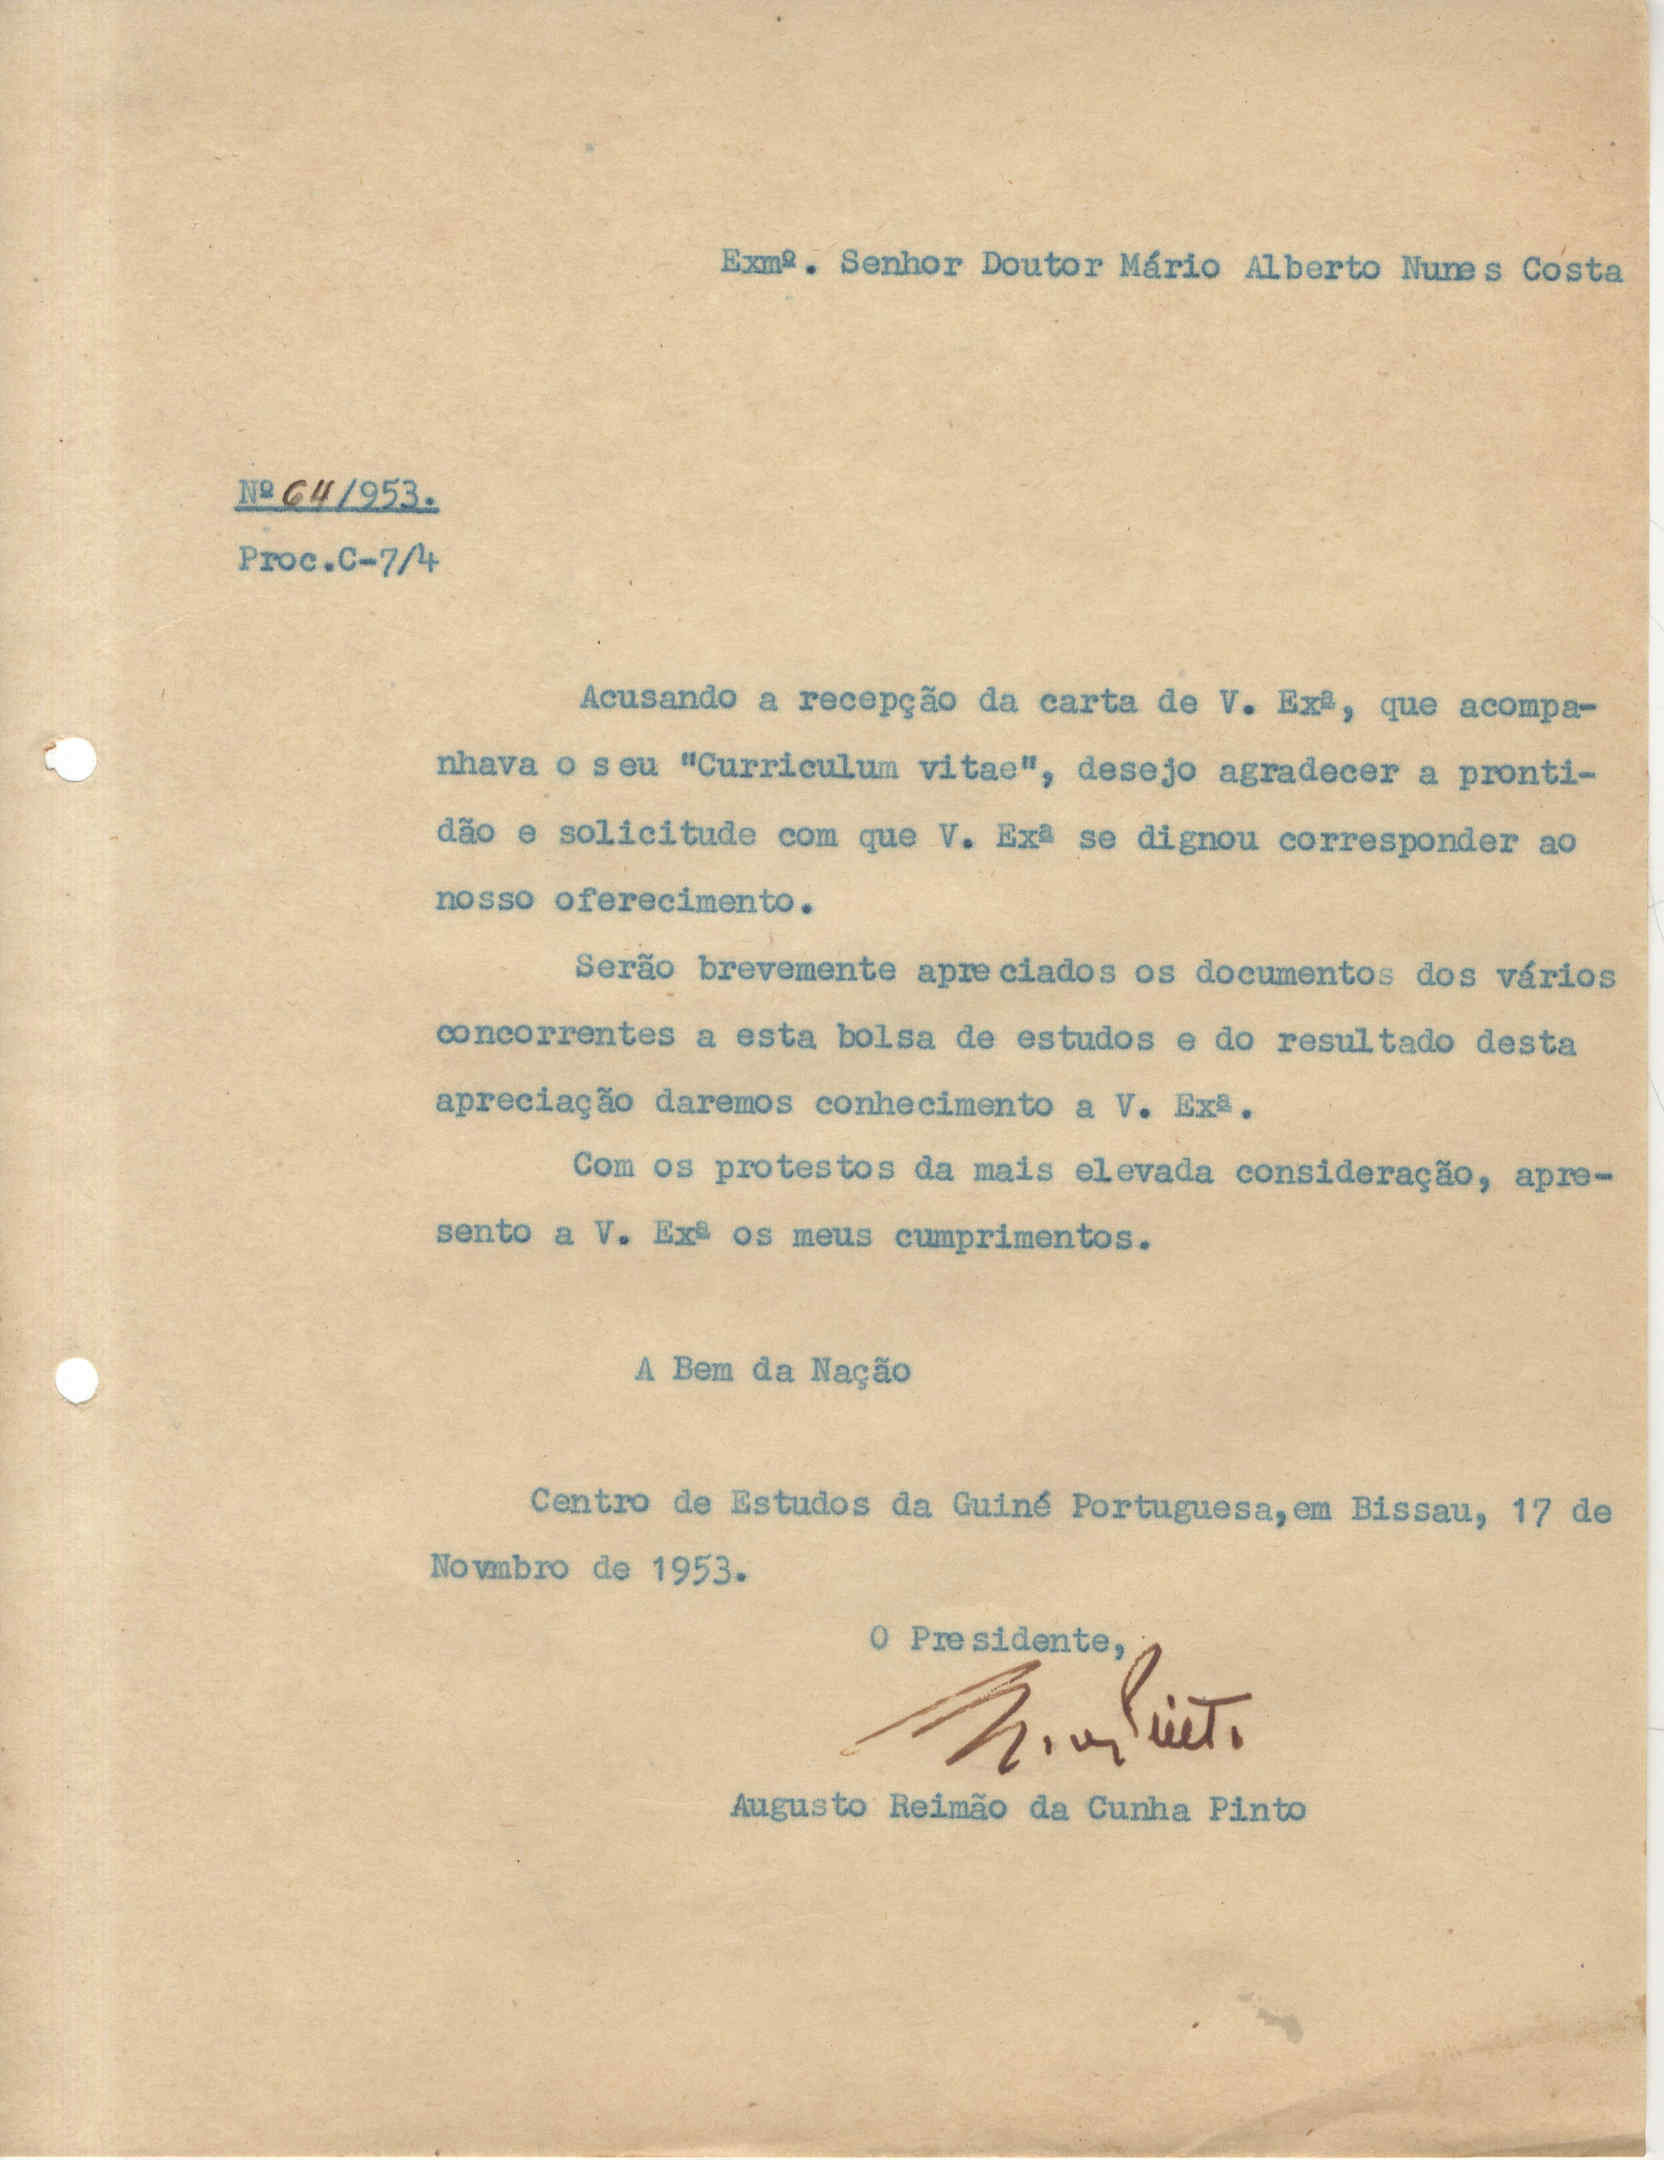 Exmº. Senhor Doutor Mário Alberto Nunes Costa
Nº 64/953.
Proc.C-7/4
Acusando a recepção da carta de V. Exª, que acompa-
nhava o seu "Curriculum vitae", desejo agradecer a pronti-
dão e solicitude com que V. Exª se dignou corresponder ao
nosso oferecimento.
Serão brevemente apreciados os documentos dos vários
concorrentes a esta bolsa de estudos e do resultado desta
apreciação daremos conhecimento a V. Exª.
Com os protestos da mais elevada consideração, apre-
sento a V. Exª os meus cumprimentos.
A Bem da Nação
Centro de Estudos da Guiné Portuguesa,em Bissau, 17 de
Novmbro de 1953.
O Presidente,
Augusto Reimão da Cunha Pinto